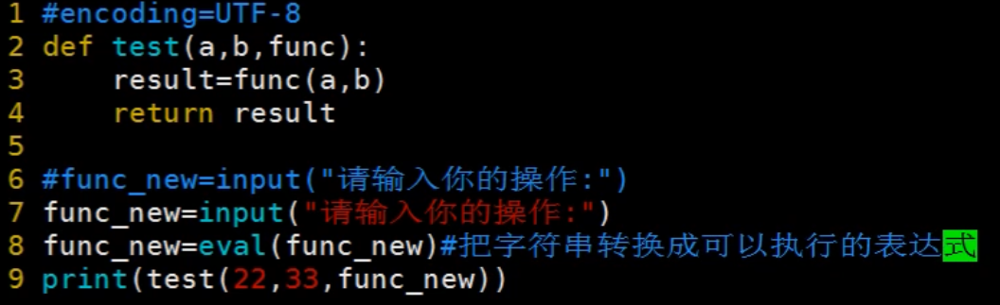 1 #encoding=UTF-8
2 def test(a,b,func):
3     result=func(a,b)
4     return result
5
6 #func_new=input("请输入你的操作:")
7 func_new=input("请输入你的操作:")
8 func_new=eval(func_new)#把字符串转换成可以执行的表达式
9 print(test(22,33,func_new))